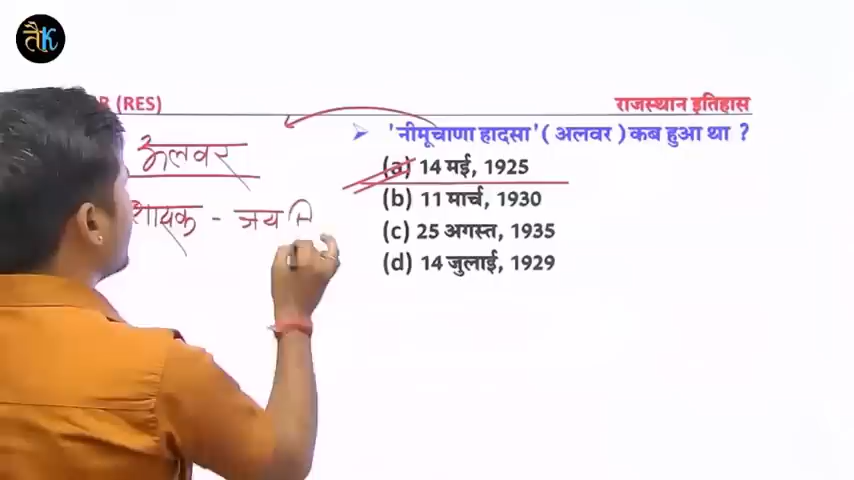 तैK
R (RES)
राजस्थान इतिहास
अलवर
'नीमूचाणा हादसा' ( अलवर ) कब हुआ था ?
(a) 14 मई, 1925
शासक - जय
(b) 11 मार्च, 1930
(c) 25 अगस्त, 1935
(d) 14 जुलाई, 1929